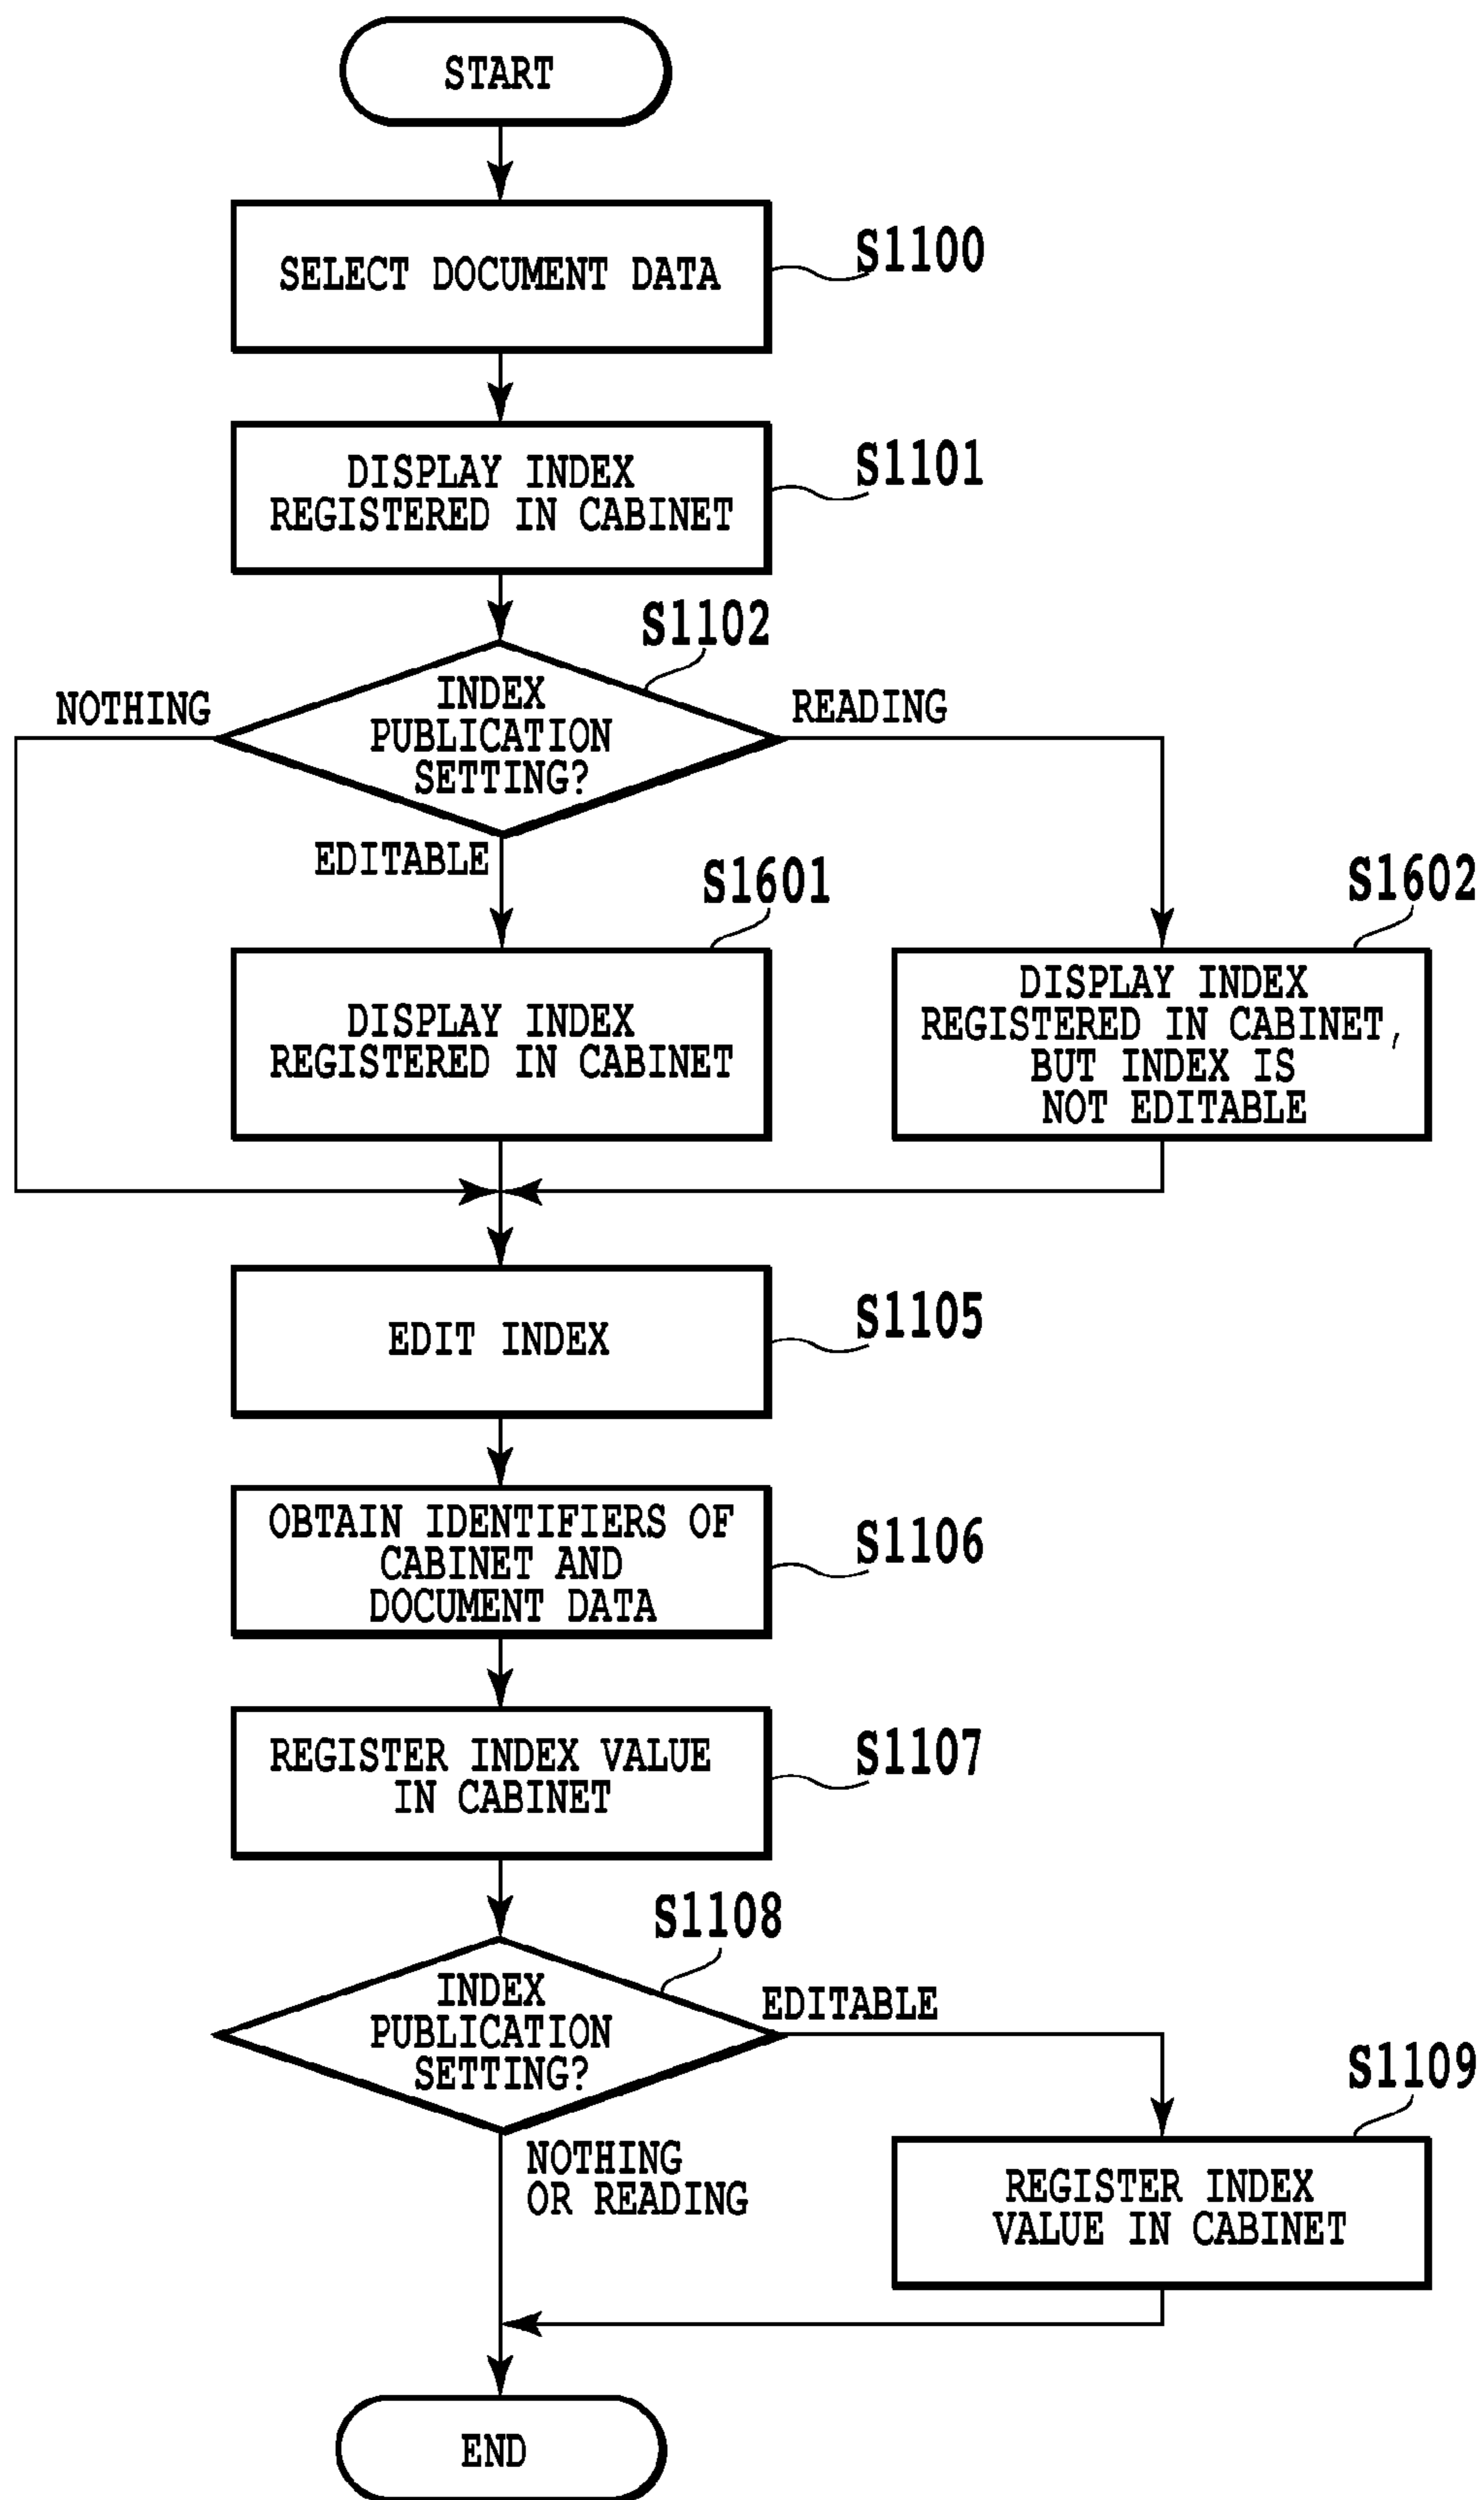 START
SELECT DOCUMENT DATA
S1100
DISPLAY INDEX
REGISTERED IN CABINET
S1101
S1102
INDEX
PUBLICATION
SETTING?
NOTHING
READING
EDITABLE
S1601
DISPLAY INDEX
REGISTERED IN CABINET
S1602
DISPLAY INDEX
REGISTERED IN CABINET,
BUT INDEX IS
NOT EDITABLE
EDIT INDEX
S1105
OBTAIN IDENTIFIERS OF
CABINET AND
DOCUMENT DATA
S1106
REGISTER INDEX VALUE
IN CABINET
S1107
S1108
INDEX
PUBLICATION
SETTING?
EDITABLE
NOTHING
OR READING
S1109
REGISTER INDEX
VALUE IN CABINET
END